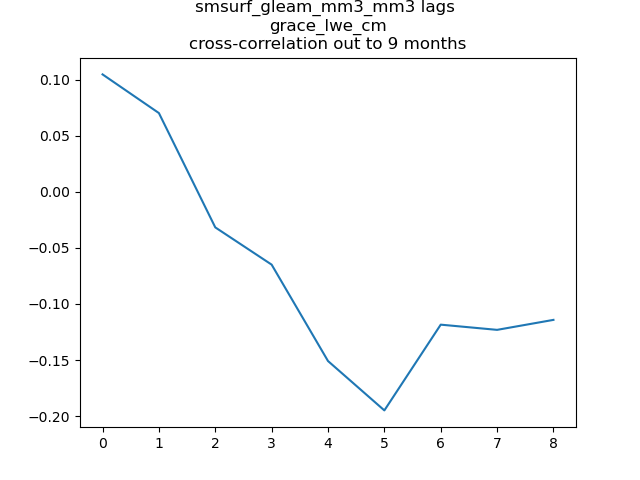 smsurf_gleam_mm3_mm3 lags
grace_lwe_cm
cross-correlation out to 9 months
0.10
0.05
0.00
−0.05
−0.10
−0.15
−0.20
0 1 2 3 4 5 6 7 8